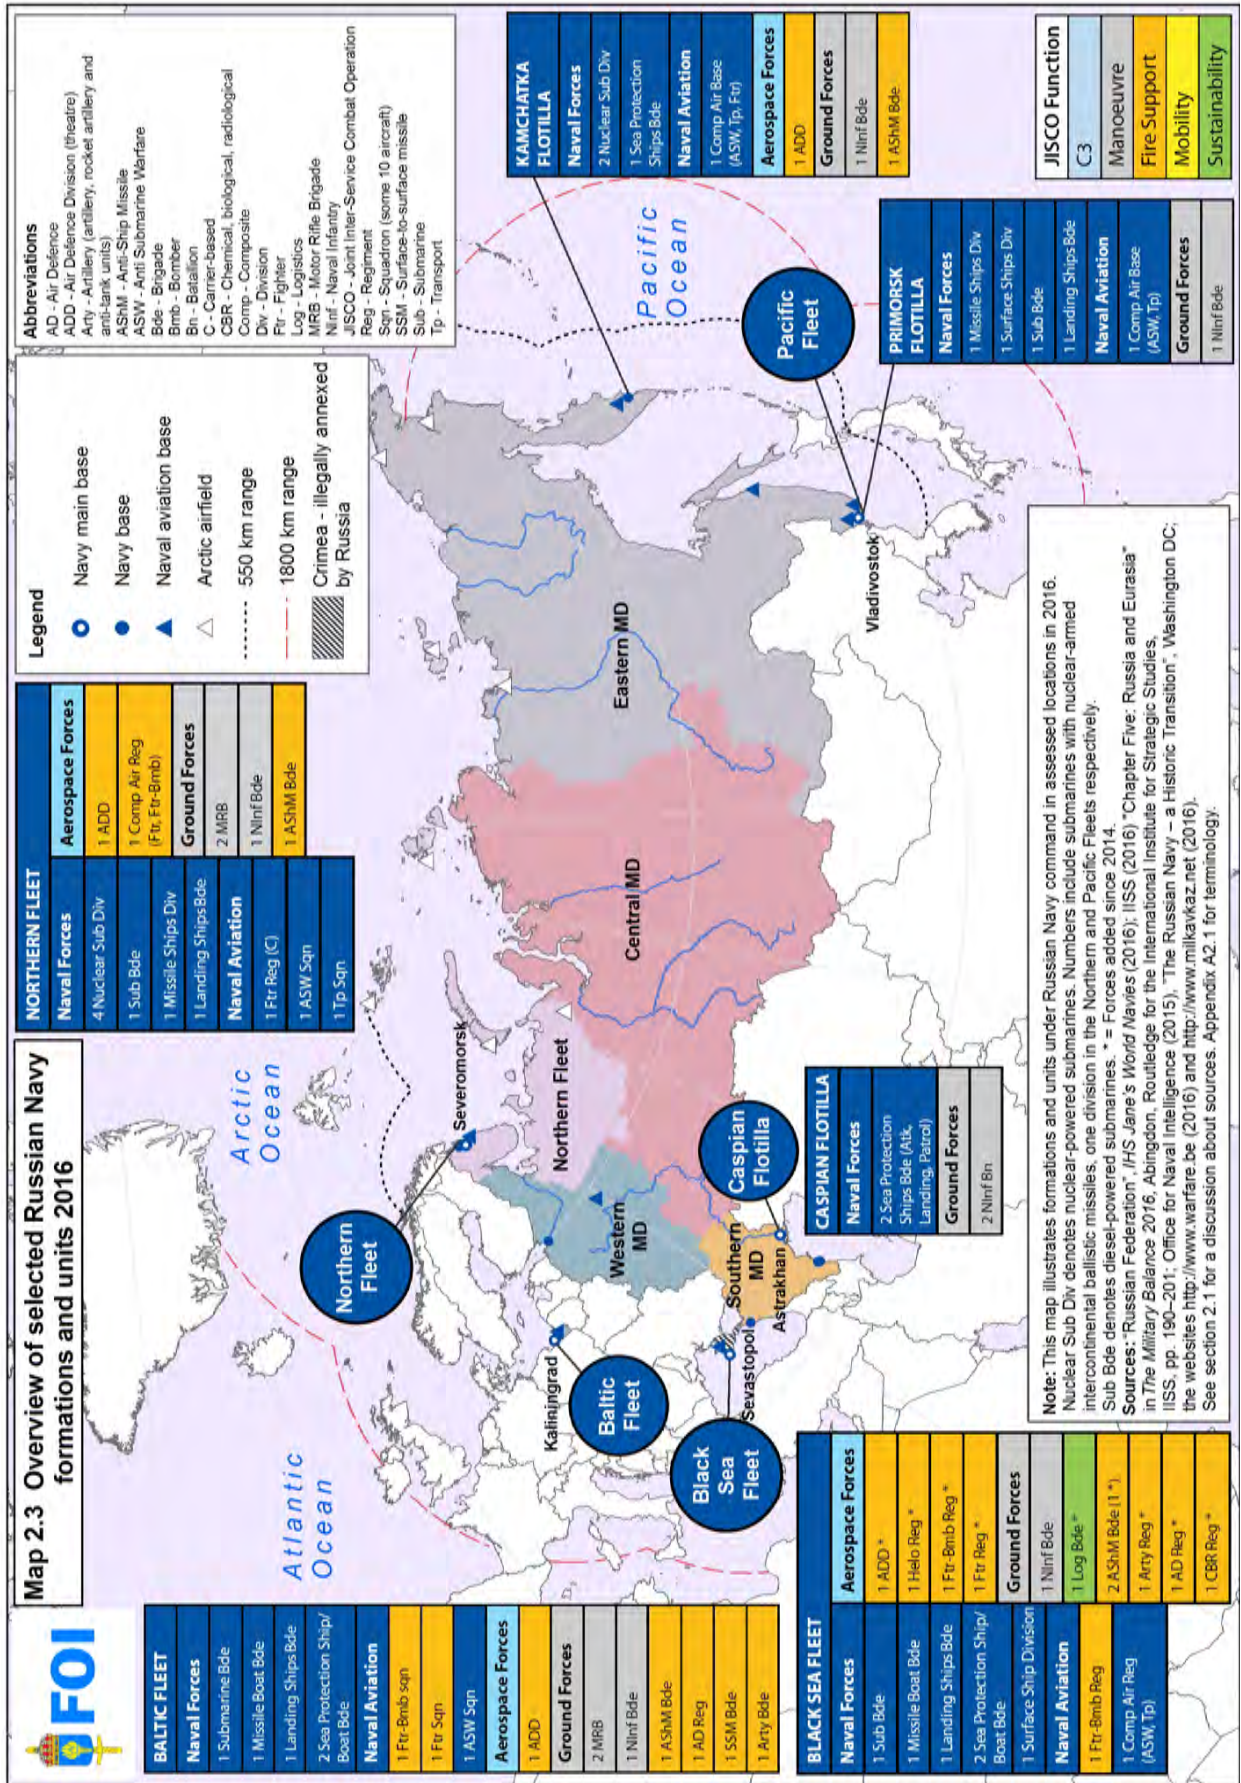 FOI
Map 2.3 Overview of selected Russian Navy
formations and units 2016
NORTHERN FLEET
Naval Forces
4 Nuclear Sub Div
1 Sub Bde
1 Missile Ships Div
1 Landing Ships Bde
Naval Aviation
1 Ftr Reg (C)
1 ASW Sqn
1 Tp Sqn
Aerospace Forces
1 ADD
1 Comp Air Reg
(Ftr, Ftr-Bmb)
Ground Forces
2 MRB
1 NInf Bde
1 AShM Bde
Legend
Navy main base
Navy base
Naval aviation base
Arctic airfield
550 km range
1800 km range
Crimea - illegally annexed
by Russia
Abbreviations
AD - Air Defence
ADD - Air Defence Division (theatre)
Arty - Artillery (artillery, rocket artillery and
anti-tank units)
AShM - Anti-Ship Missile
ASW - Anti Submarine Warfare
Bde - Brigade
Bmb - Bomber
Bn - Batallion
C - Carrier-based
CBR - Chemical, biological, radiological
Comp - Composite
Div - Division
Ftr - Fighter
Log - Logistics
MRB - Motor Rifle Brigade
NInf - Naval Infantry
JISCO - Joint Inter-Service Combat Operation
Reg - Regiment
Sqn - Squadron (some 10 aircraft)
SSM - Surface-to-surface missile
Sub - Submarine
Tp - Transport
KAMCHATKA
FLOTILLA
Naval Forces
2 Nuclear Sub Div
1 Sea Protection
Ships Bde
Naval Aviation
1 Comp Air Base
(ASW, Tp, Ftr)
Aerospace Forces
1 ADD
Ground Forces
1 NInf Bde
1 AShM Bde
Atlantic
Ocean
Arctic
Ocean
Pacific
Ocean
Northern
Fleet
Severomorsk
Northern Fleet
Kaliningrad
Baltic
Fleet
Western
MD
Central MD
Eastern MD
Southern
MD
Astrakhan
Sevastopol
Black
Sea
Fleet
Caspian
Flotilla
Pacific
Fleet
Vladivostok
BALTIC FLEET
Naval Forces
1 Submarine Bde
1 Missile Boat Bde
1 Landing Ships Bde
2 Sea Protection Ship/
Boat Bde
Naval Aviation
1 Ftr-Bmb sqn
1 Ftr Sqn
1 ASW Sqn
Aerospace Forces
1 ADD
Ground Forces
2 MRB
1 NInf Bde
1 AShM Bde
1 AD Reg
1 SSM Bde
1 Arty Bde
BLACK SEA FLEET
Naval Forces
1 Sub Bde
1 Missile Boat Bde
1 Landing Ships Bde
2 Sea Protection Ship/
Boat Bde
1 Surface Ship Division
Naval Aviation
1 Ftr-Bmb Reg
1 Comp Air Reg
(ASW, Tp)
Aerospace Forces
1 ADD *
1 Helo Reg *
1 Ftr-Bmb Reg *
1 Ftr Reg *
Ground Forces
1 NInf Bde
1 Log Bde *
2 AShM Bde (1*)
1 Arty Reg *
1 AD Reg *
1 CBR Reg *
CASPIAN FLOTILLA
Naval Forces
2 Sea Protection
Ships Bde (Atk,
Landing, Patrol)
Ground Forces
2 NInf Bn
PRIMORSK
FLOTILLA
Naval Forces
1 Missile Ships Div
1 Surface Ships Div
1 Sub Bde
1 Landing Ships Bde
Naval Aviation
1 Comp Air Base
(ASW, Tp)
Ground Forces
1 NInf Bde
JISCO Function
C3
Manoeuvre
Fire Support
Mobility
Sustainability
Note: This map illustrates formations and units under Russian Navy command in assessed locations in 2016.
Nuclear Sub Div denotes nuclear-powered submarines. Numbers include submarines with nuclear-armed
intercontinental ballistic missiles, one division in the Northern and Pacific Fleets respectively.
Sub Bde denotes diesel-powered submarines. * = Forces added since 2014.
Sources: "Russian Federation", IHS Jane's World Navies (2016); IISS (2016) "Chapter Five: Russia and Eurasia"
in The Military Balance 2016, Abingdon, Routledge for the International Institute for Strategic Studies,
IISS, pp. 190–201; Office for Naval Intelligence (2015), "The Russian Navy – a Historic Transition", Washington DC;
the websites http://www.warfare.be (2016) and http://www.milkavkaz.net (2016).
See section 2.1 for a discussion about sources. Appendix A2.1 for terminology.